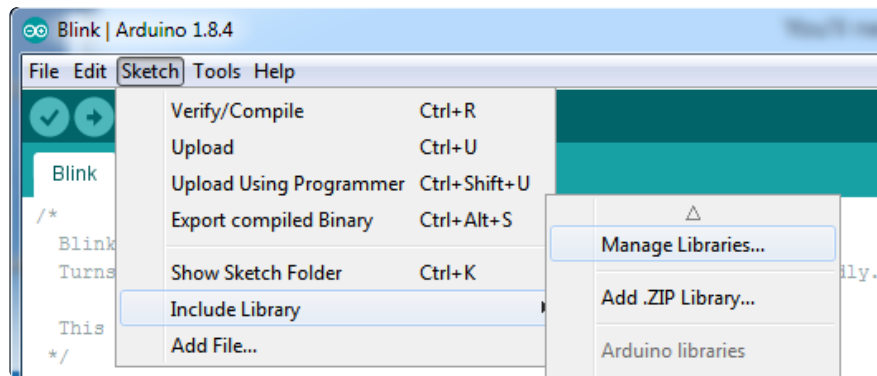 Blink | Arduino 1.8.4
File Edit Sketch Tools Help
Blink
Verify/Compile Ctrl+R
Upload Ctrl+U
Upload Using Programmer Ctrl+Shift+U
Export compiled Binary Ctrl+Alt+S
Show Sketch Folder Ctrl+K
Include Library
Add File...
Manage Libraries...
Add .ZIP Library...
Arduino libraries
/*
Blink
Turns
This
*/